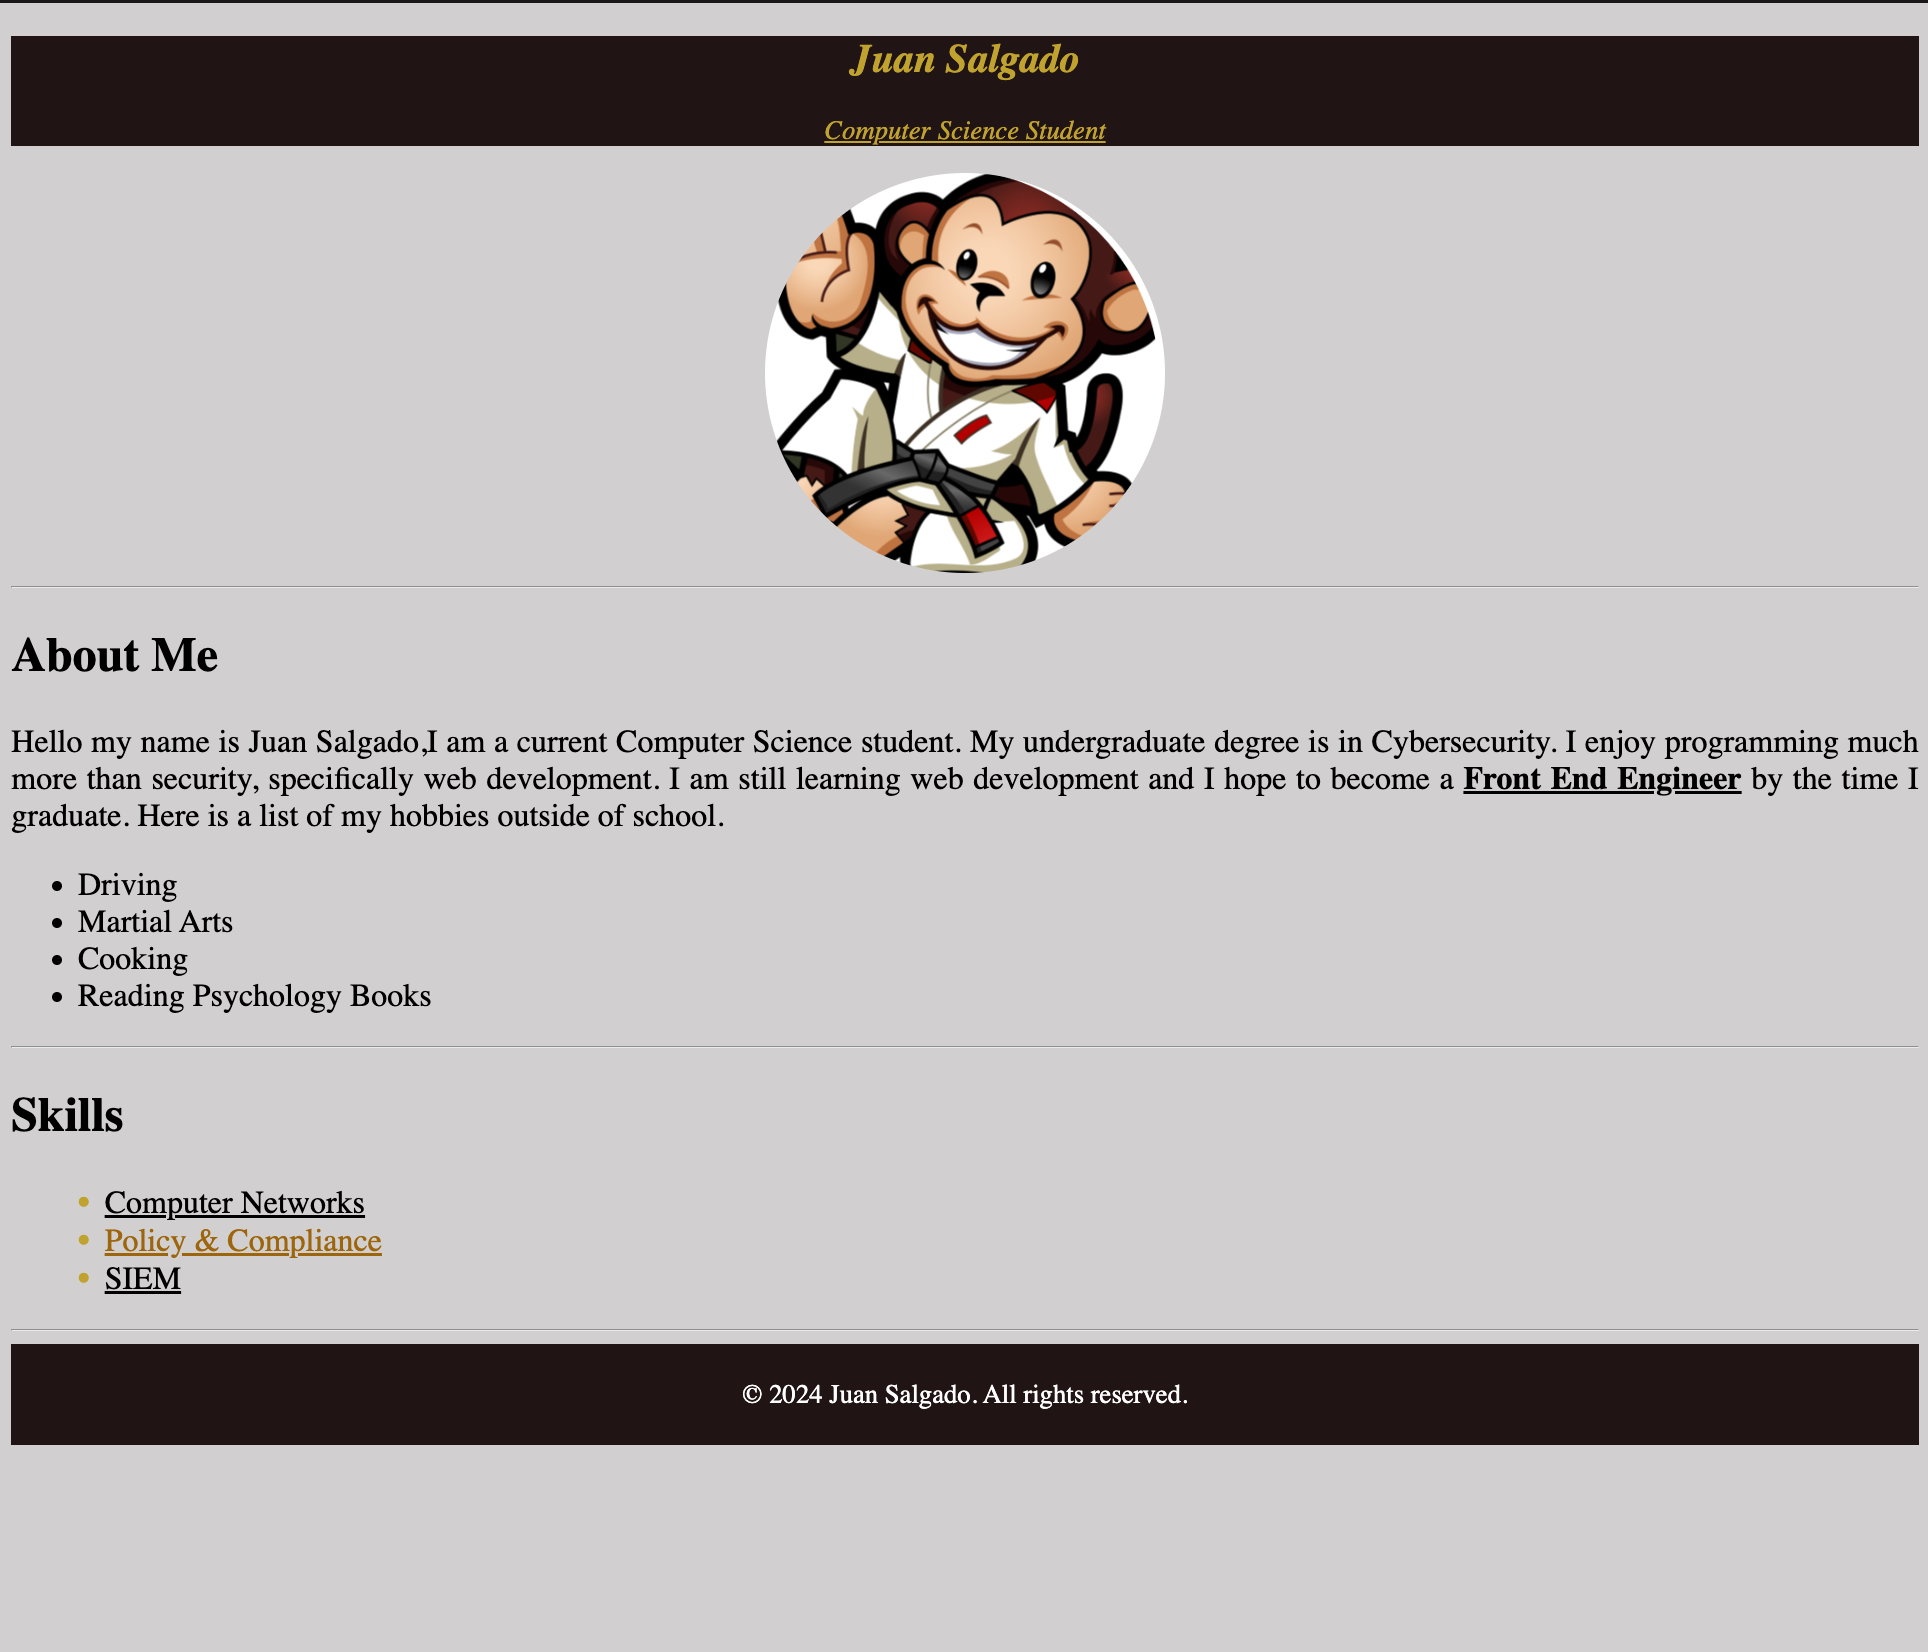 Juan Salgado
Computer Science Student
About Me
Hello my name is Juan Salgado,I am a current Computer Science student. My undergraduate degree is in Cybersecurity. I enjoy programming much
more than security, specifically web development. I am still learning web development and I hope to become a Front End Engineer by the time I
graduate. Here is a list of my hobbies outside of school.
• Driving
• Martial Arts
• Cooking
• Reading Psychology Books
Skills
• Computer Networks
• Policy & Compliance
• SIEM
© 2024 Juan Salgado. All rights reserved.